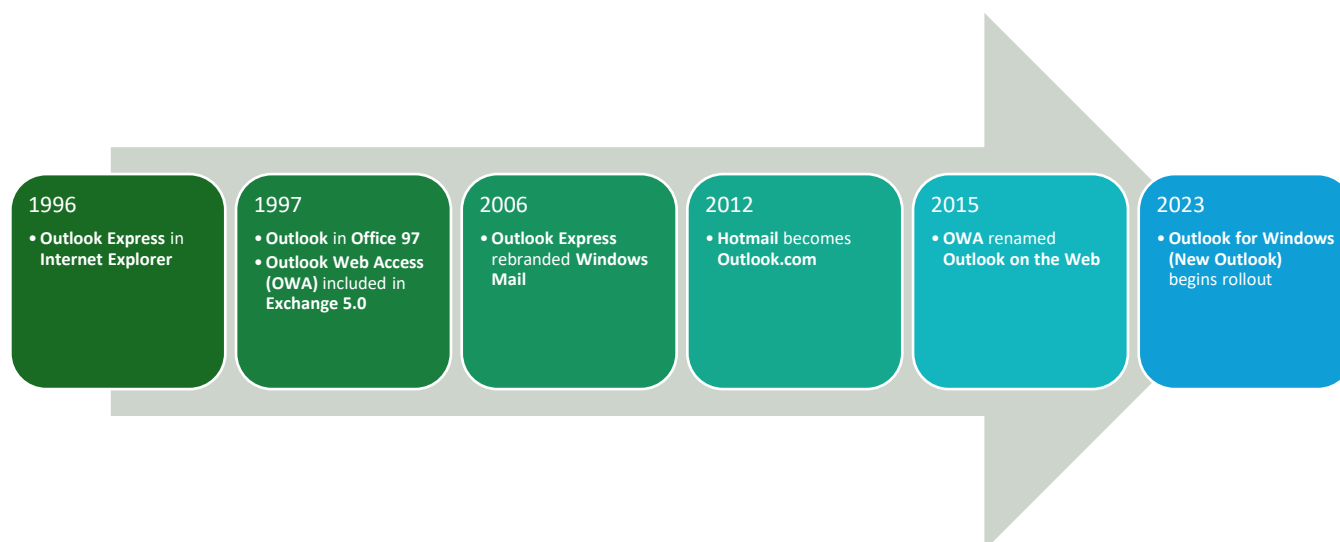 1996
• Outlook Express in
Internet Explorer
1997
• Outlook in Office 97
• Outlook Web Access
(OWA) included in
Exchange 5.0
2006
• Outlook Express
rebranded Windows
Mail
2012
• Hotmail becomes
Outlook.com
2015
• OWA renamed
Outlook on the Web
2023
• Outlook for Windows
(New Outlook)
begins rollout